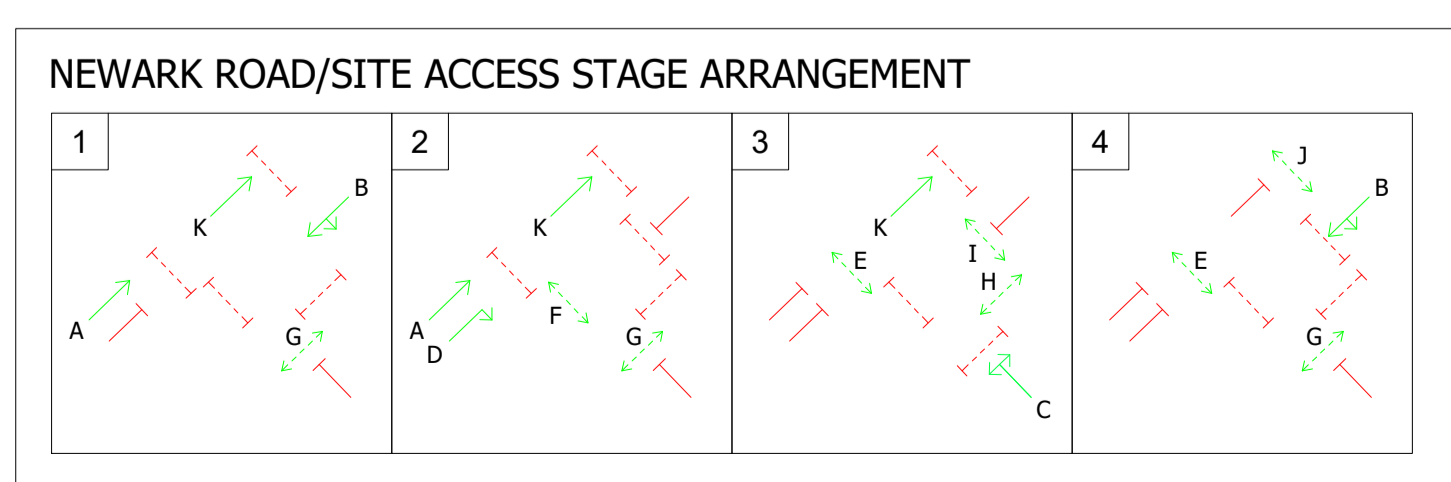 NEWARK ROAD/SITE ACCESS STAGE ARRANGEMENT
1
B
K
A
G
2
K
F
A
D
G
3
K
E
I
H
C
4
J
B
E
G